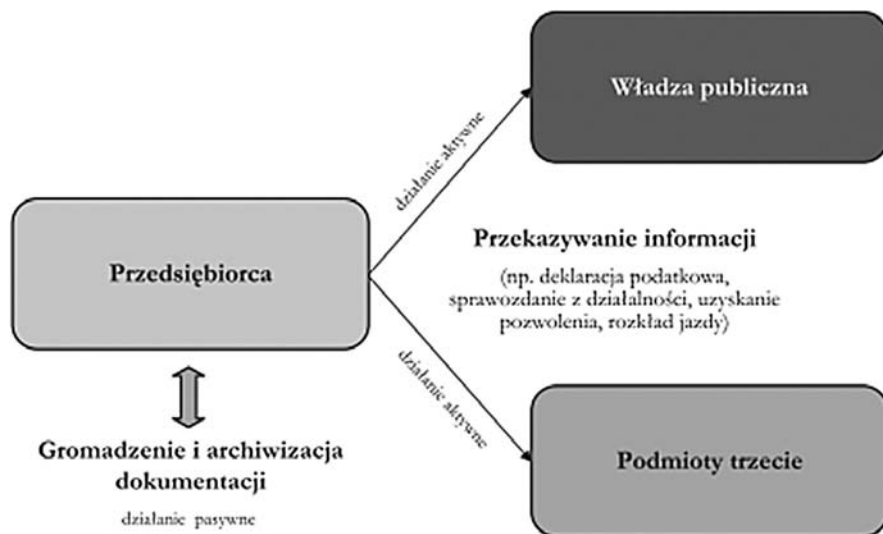 Władza publiczna
działanie aktywne
Przedsiębiorca
Przekazywanie informacji
(np. deklaracja podatkowa,
sprawozdanie z działalności, uzyskanie
pozwolenia, rozkład jazdy)
działanie aktywne
Gromadzenie i archiwizacja
dokumentacji
działanie pasywne
Podmioty trzecie